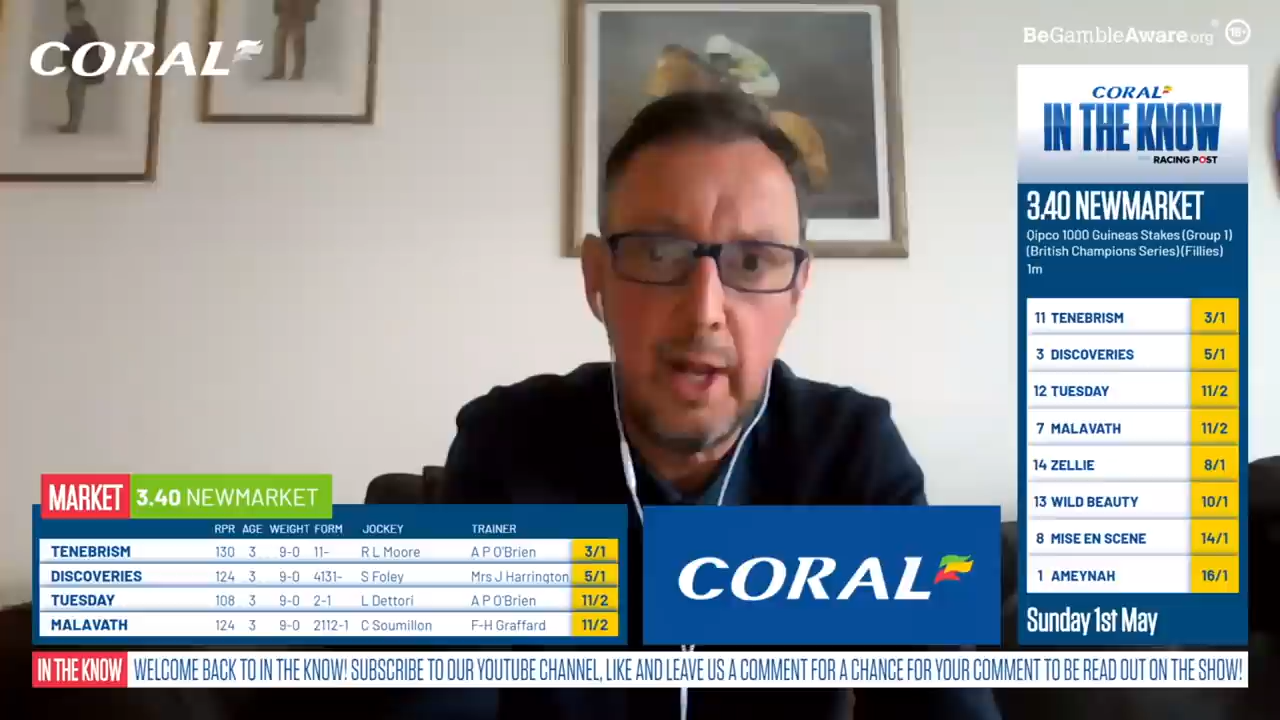 CORAL
BeGambleAware.org 18+
CORAL
IN THE KNOW
RACING POST
3.40 NEWMARKET
Qipco 1000 Guineas Stakes (Group 1)
(British Champions Series) (Fillies)
1m
11 TENEBRISM 3/1
3 DISCOVERIES 5/1
12 TUESDAY 11/2
7 MALAVATH 11/2
14 ZELLIE 8/1
13 WILD BEAUTY 10/1
8 MISE EN SCENE 14/1
1 AMEYNAH 16/1
Sunday 1st May
MARKET 3.40 NEWMARKET
RPR AGE WEIGHT FORM JOCKEY TRAINER
TENEBRISM 130 3 9-0 11- R L Moore A P O'Brien 3/1
DISCOVERIES 124 3 9-0 4131- S Foley Mrs J Harrington 5/1
TUESDAY 108 3 9-0 2-1 L Dettori A P O'Brien 11/2
MALAVATH 124 3 9-0 2112-1 C Soumillon F-H Graffard 11/2
CORAL
IN THE KNOW WELCOME BACK TO IN THE KNOW! SUBSCRIBE TO OUR YOUTUBE CHANNEL, LIKE AND LEAVE US A COMMENT FOR A CHANCE FOR YOUR COMMENT TO BE READ OUT ON THE SHOW!